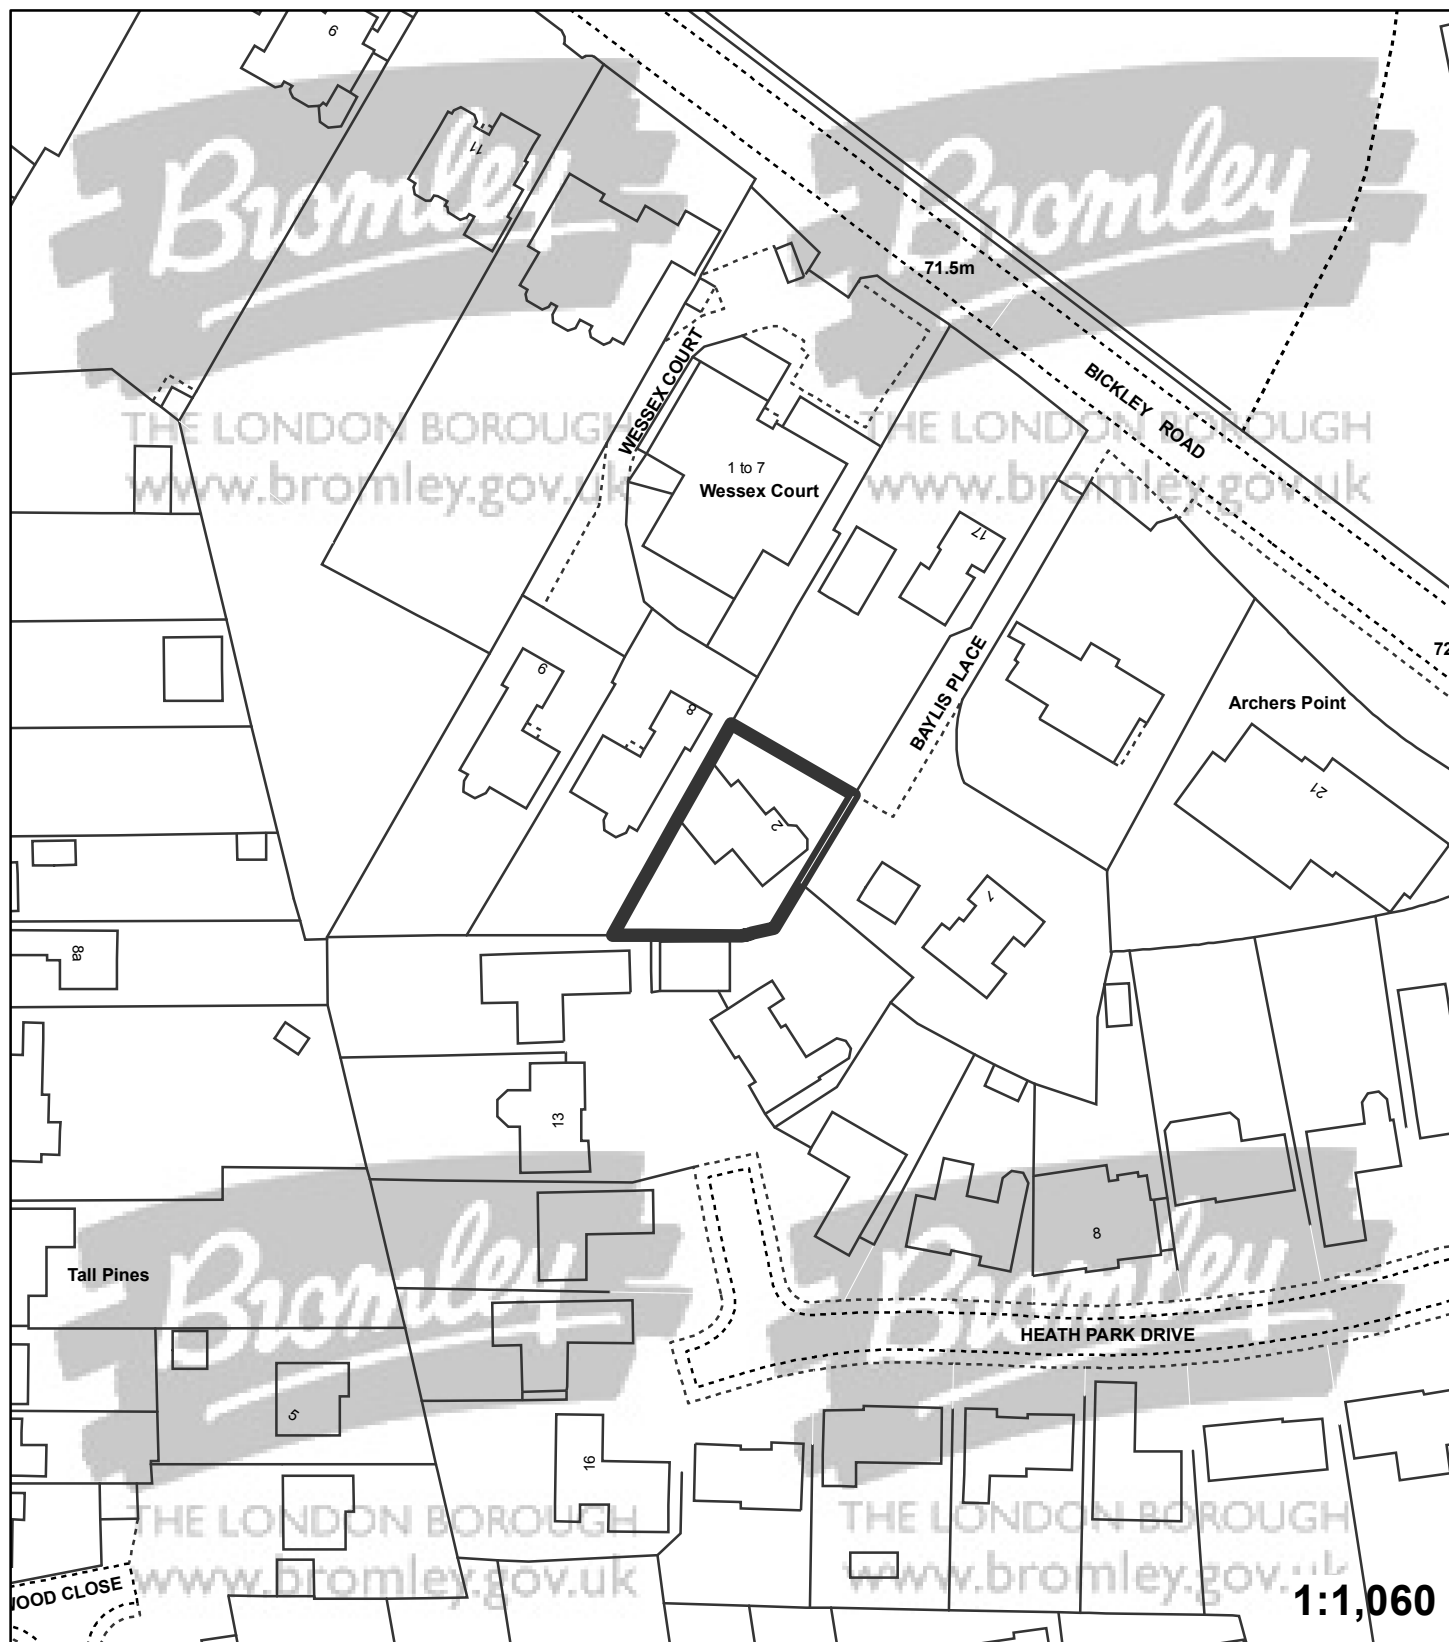 9
11
Bromley
Bromley
71.5m
WESSEX COURT
BICKLEY
ROAD
THE LONDON BOROUGH
THE LONDON BOROUGH
www.bromley.gov.uk
www.bromley.gov.uk
1 to 7
Wessex Court
17
BAYLIS PLACE
72
9
8
Archers Point
21
2
7
8a
13
Bromley
Bromley
8
Tall Pines
HEATH PARK DRIVE
5
16
THE LONDON BOROUGH
THE LONDON BOROUGH
www.bromley.gov.uk
www.bromley.gov.uk
WOOD CLOSE
1:1,060